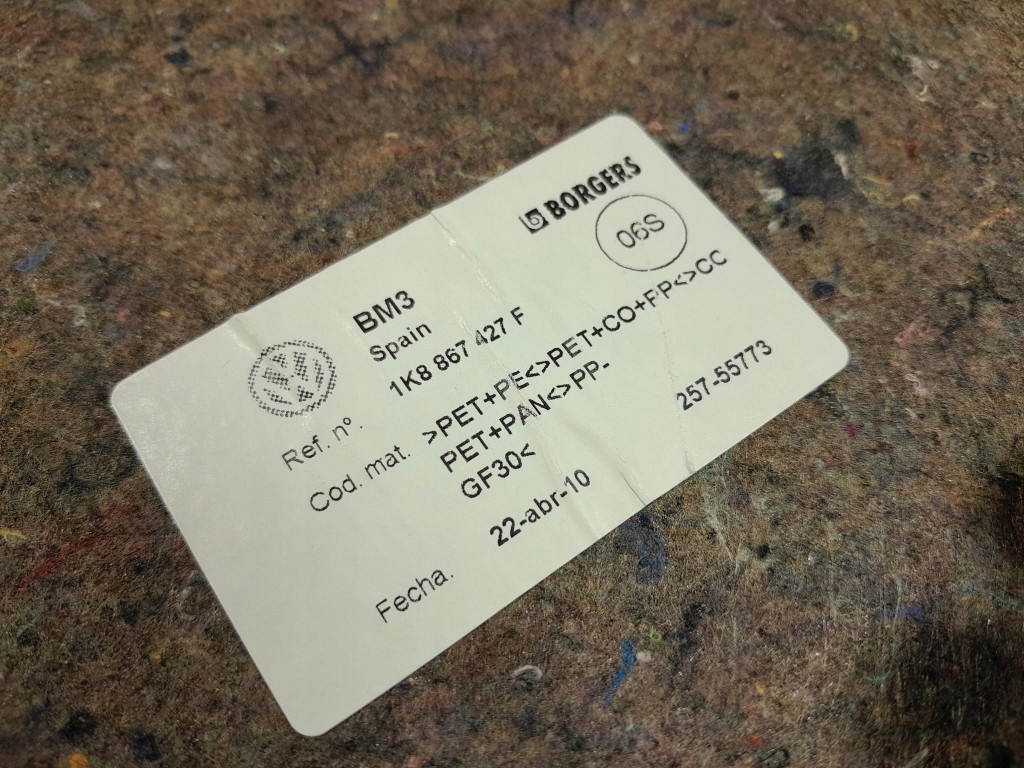 BORGERS
06S
BM3
Spain
Ref. nº. 1K8 867 427 F
Cod. mat. >PET+PE<>PET+CO+FP<>CC
PET+PAN<>PP-
GF30<
257-55773
Fecha. 22-abr-10